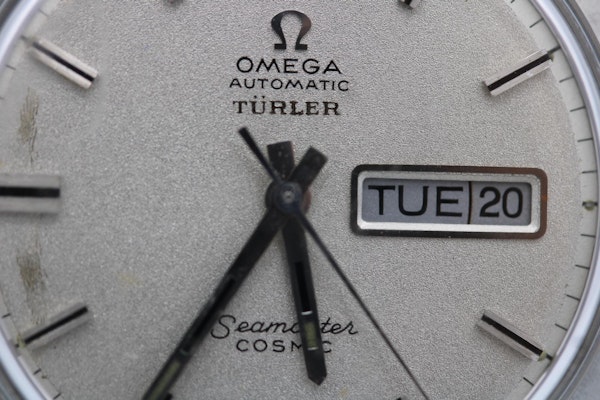 OMEGA
AUTOMATIC
TÜRLER
TUE 20
Seamaster
COSMIC